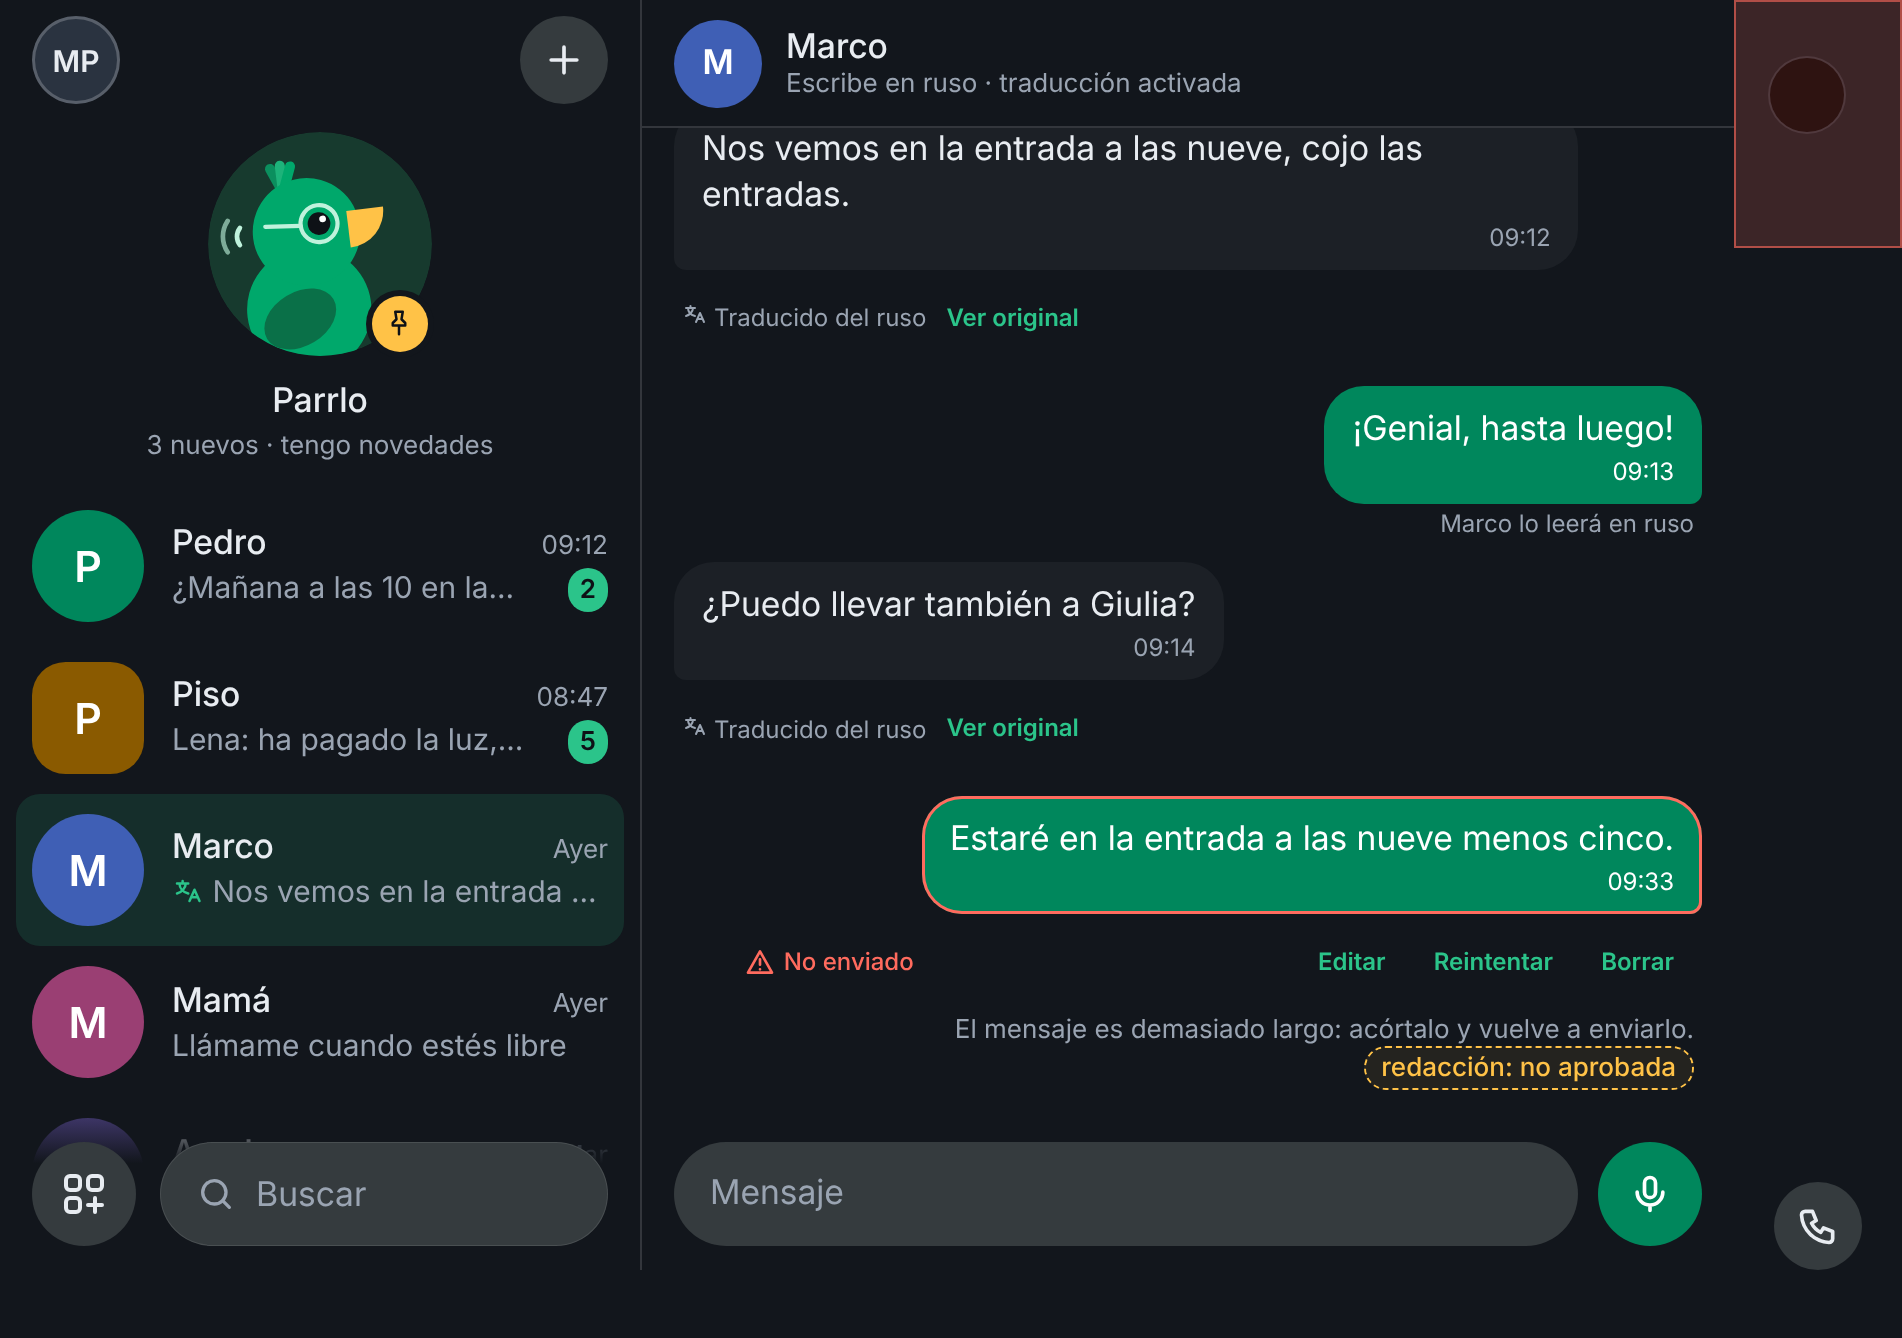 MP
Parrlo
3 nuevos · tengo novedades
P
Pedro
09:12
¿Mañana a las 10 en la...
2
P
Piso
08:47
Lena: ha pagado la luz,...
5
M
Marco
Ayer
Nos vemos en la entrada ...
M
Mamá
Ayer
Llámame cuando estés libre
Buscar
M
Marco
Escribe en ruso · traducción activada
Nos vemos en la entrada a las nueve, cojo las
entradas.
09:12
Traducido del ruso Ver original
¡Genial, hasta luego!
09:13
Marco lo leerá en ruso
¿Puedo llevar también a Giulia?
09:14
Traducido del ruso Ver original
Estaré en la entrada a las nueve menos cinco.
09:33
No enviado Editar Reintentar Borrar
El mensaje es demasiado largo: acórtalo y vuelve a enviarlo.
redacción: no aprobada
Mensaje